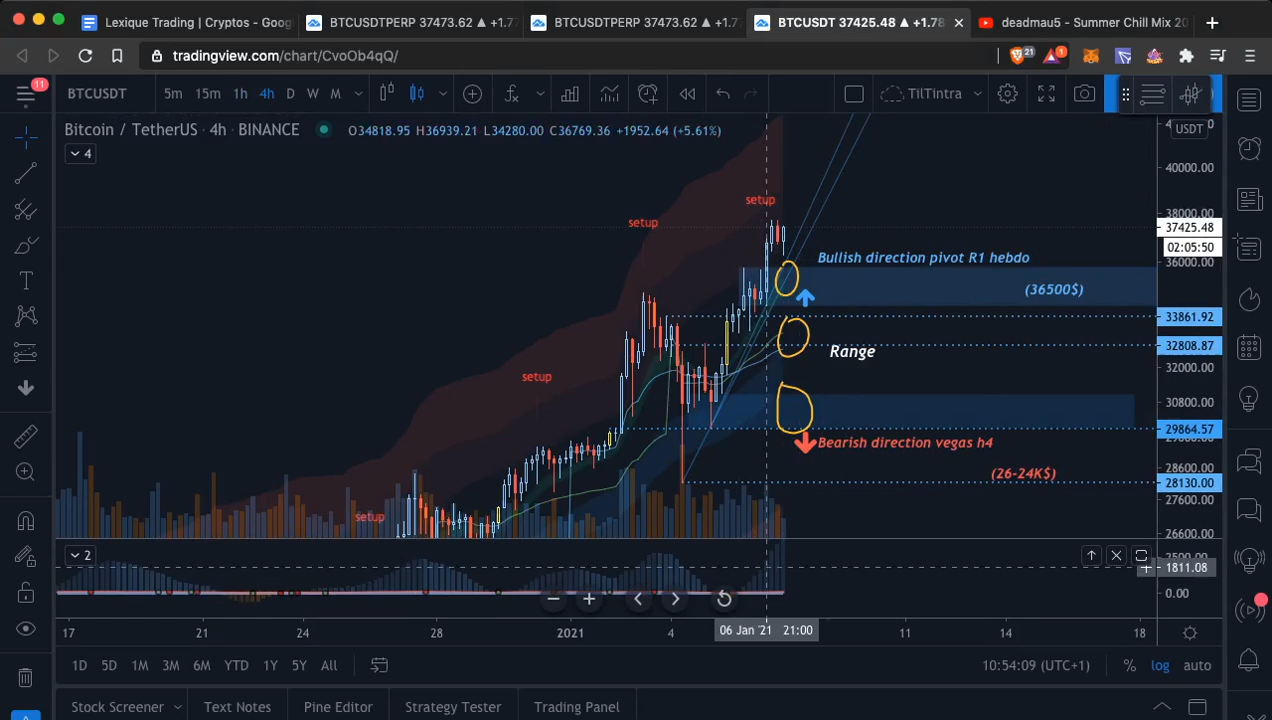 Lexique Trading | Cryptos - Goog
BTCUSDTPERP 37473.62 ▲ +1.7
BTCUSDTPERP 37473.62 ▲ +1.7
BTCUSDT 37425.48 ▲ +1.78
deadmau5 - Summer Chill Mix 20
tradingview.com/chart/CvoOb4qQ/
21
1
11
BTCUSDT
5m 15m 1h 4h D W M
TilTintra
Bitcoin / TetherUS · 4h · BINANCE
O34818.95 H36939.21 L34280.00 C36769.36 +1952.64 (+5.61%)
USDT
4
40000.00
setup
setup
38000.00
37425.48
02:05:50
Bullish direction pivot R1 hebdo
36000.00
(36500$)
33861.92
32808.87
Range
32000.00
setup
30800.00
29864.57
Bearish direction vegas h4
28600.00
(26-24K$)
28130.00
27600.00
setup
26600.00
2
1811.08
0.00
17 21 24 28 2021 4 06 Jan '21 21:00 11 14 18
1D 5D 1M 3M 6M YTD 1Y 5Y All
10:54:09 (UTC+1)
% log auto
Stock Screener
Text Notes
Pine Editor
Strategy Tester
Trading Panel